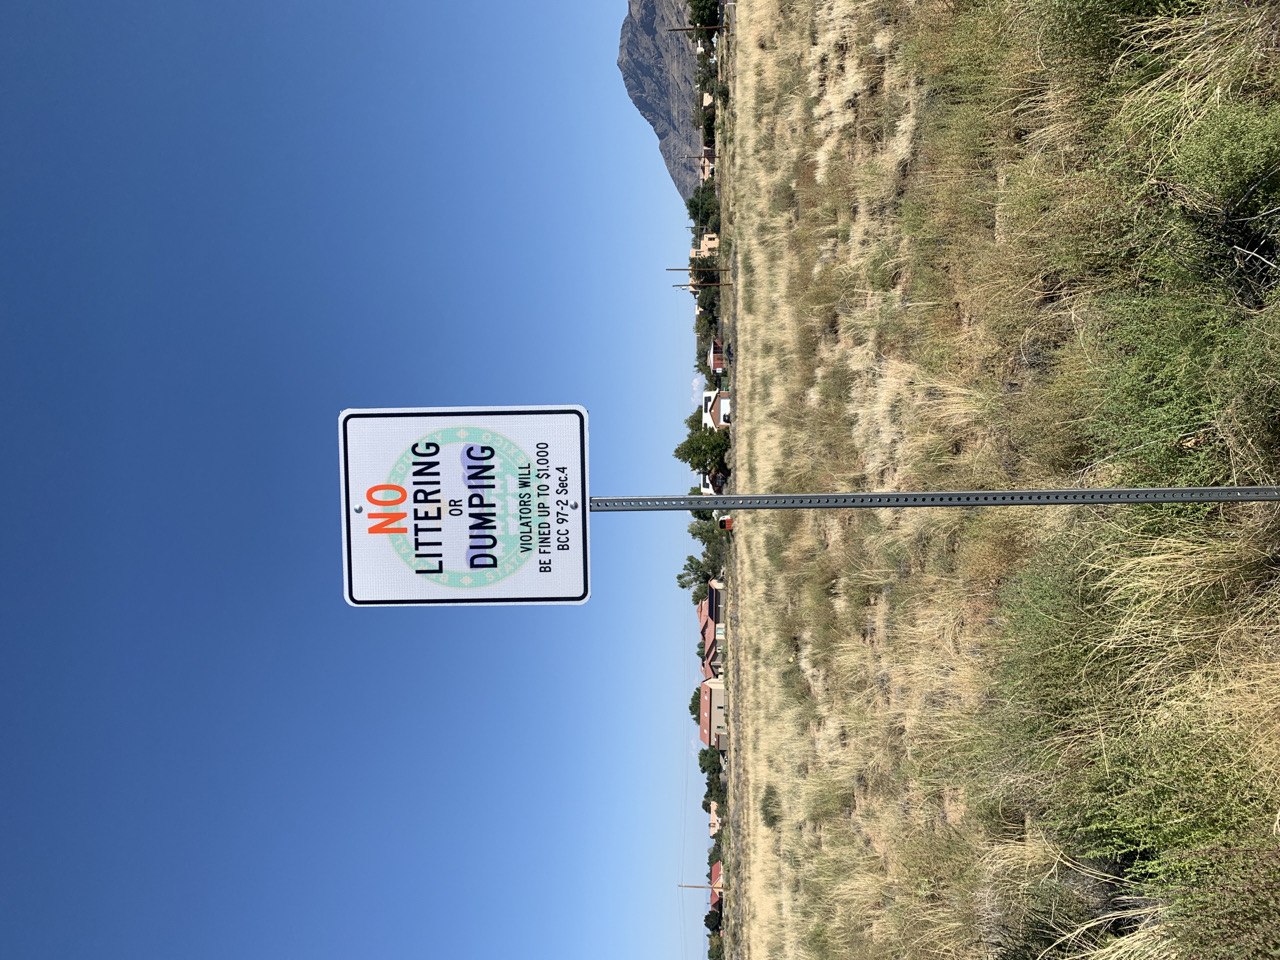 NO
LITTERING
OR
DUMPING
VIOLATORS WILL
BE FINED UP TO $1,000
BCC 97-2 Sec.4